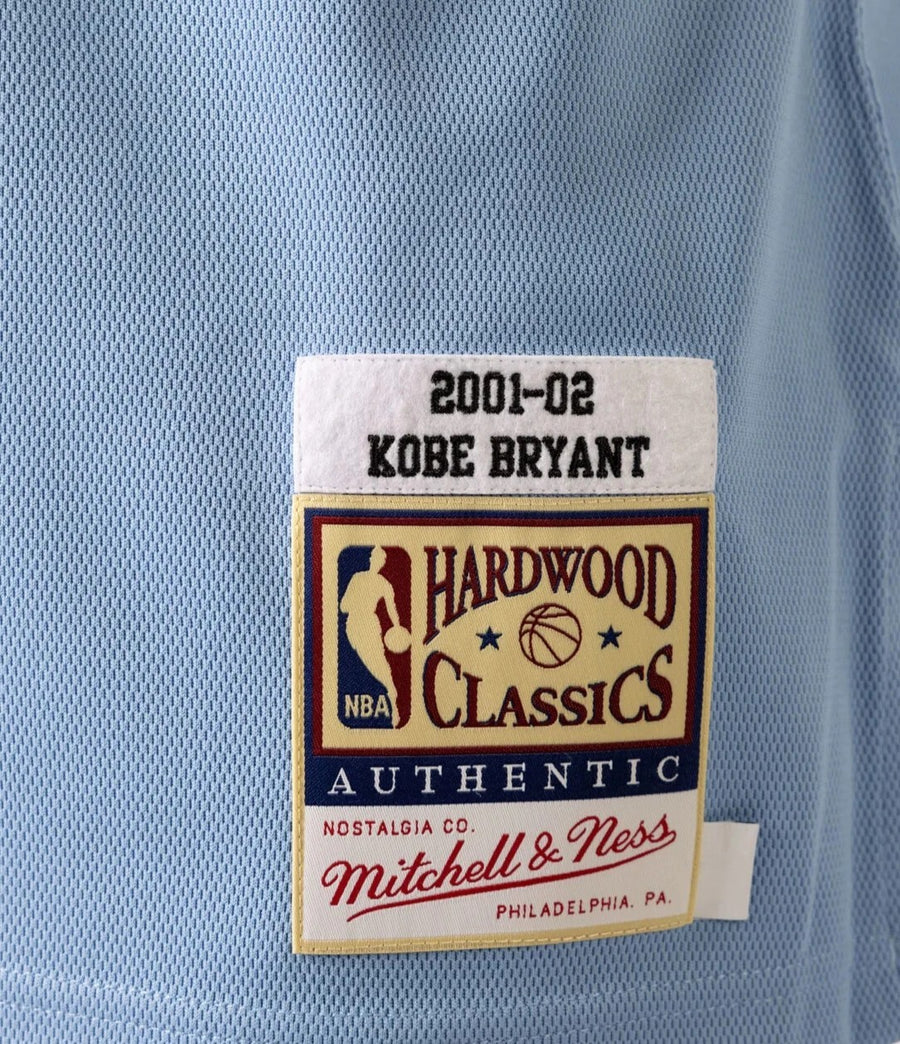 2001-02
KOBE BRYANT
HARDWOOD
CLASSICS
NBA
AUTHENTIC
NOSTALGIA CO.
Mitchell & Ness
PHILADELPHIA. PA.